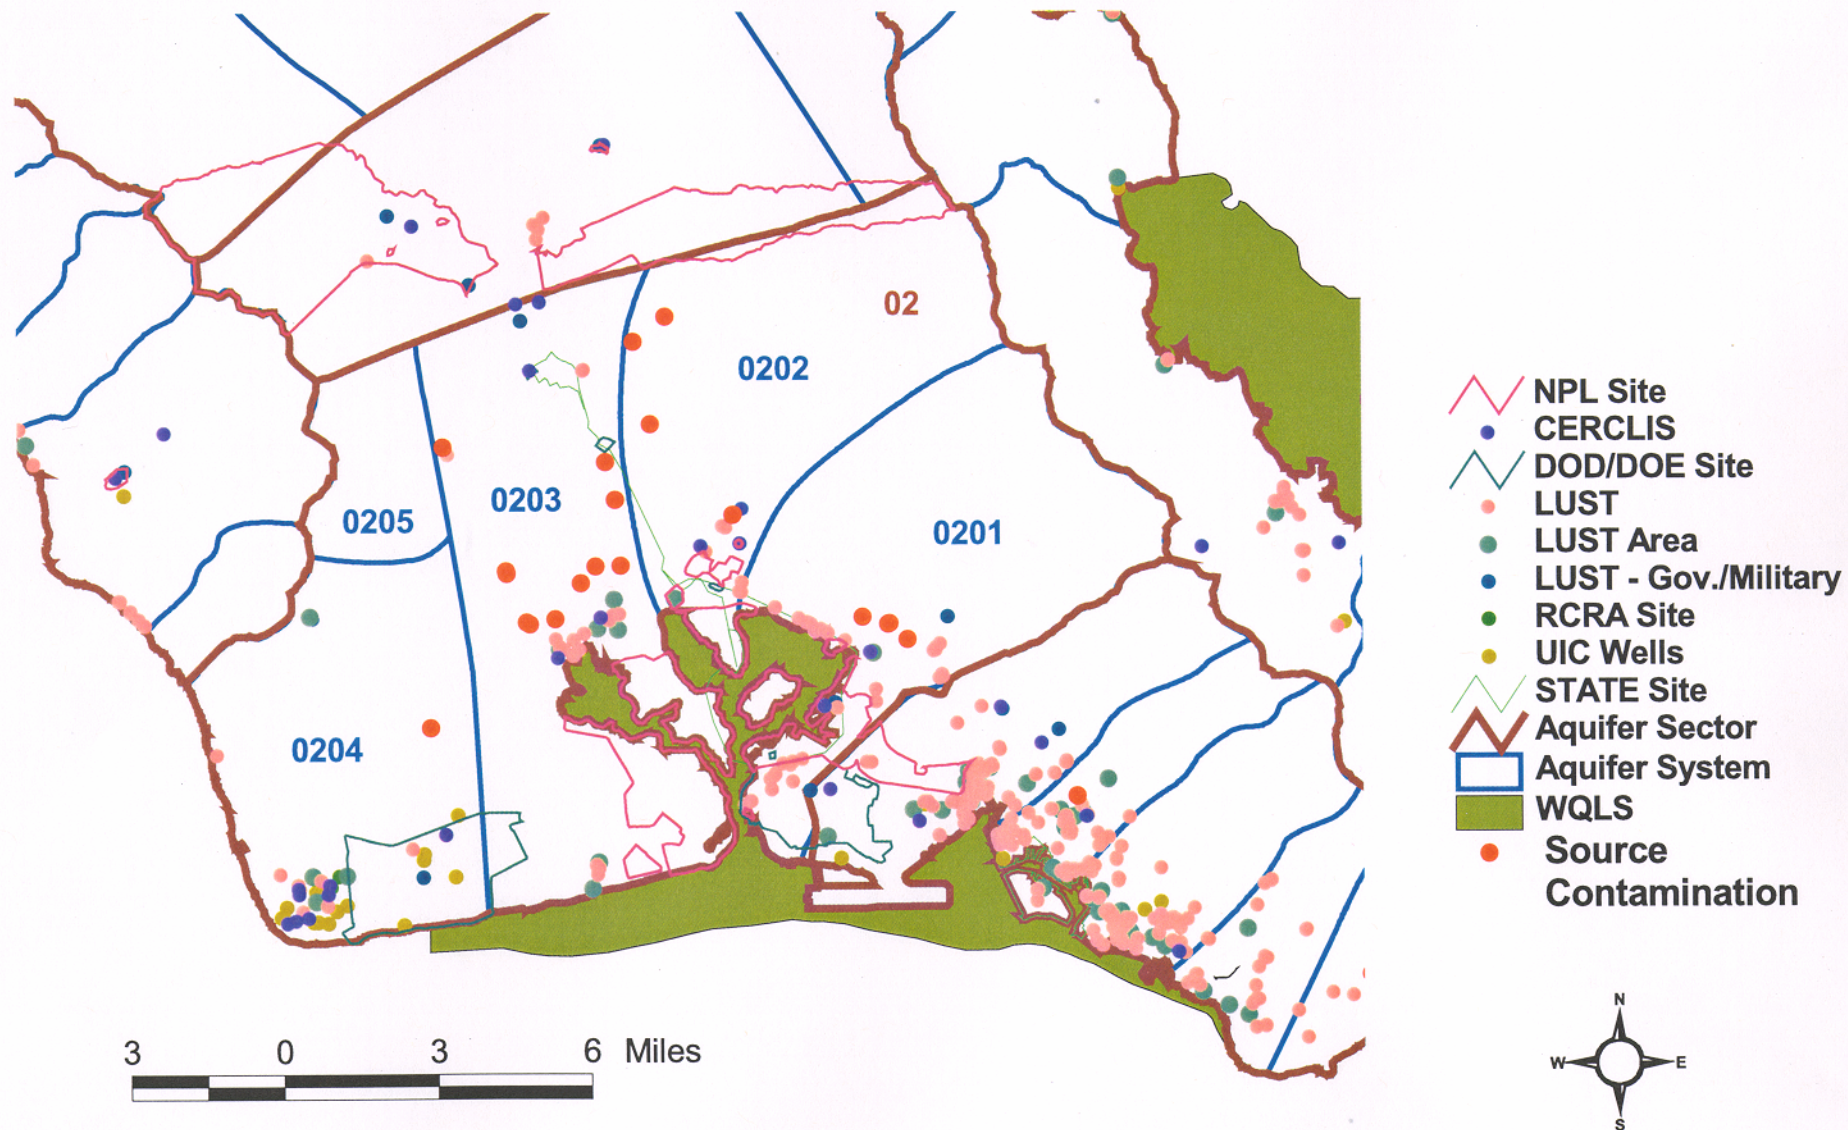 02
0202
0203
0205
0201
0204
NPL Site
CERCLIS
DOD/DOE Site
LUST
LUST Area
LUST - Gov./Military
RCRA Site
UIC Wells
STATE Site
Aquifer Sector
Aquifer System
WQLS
Source
Contamination
3 0 3 6 Miles
N
W E
S